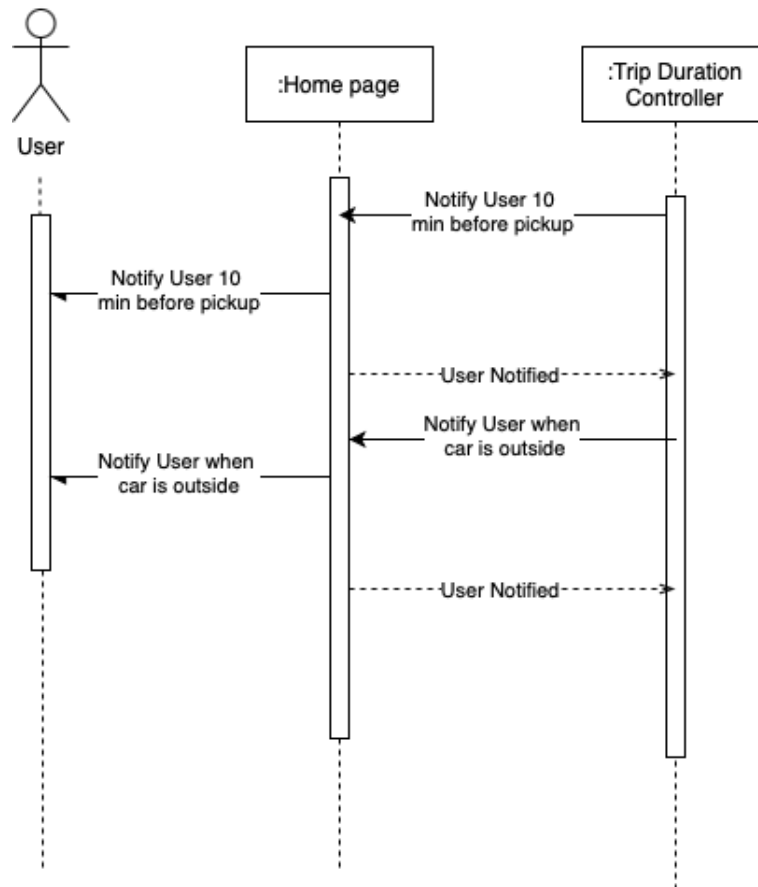 :Home page
:Trip Duration
Controller
User
Notify User 10
min before pickup
Notify User 10
min before pickup
User Notified
Notify User when
car is outside
Notify User when
car is outside
User Notified